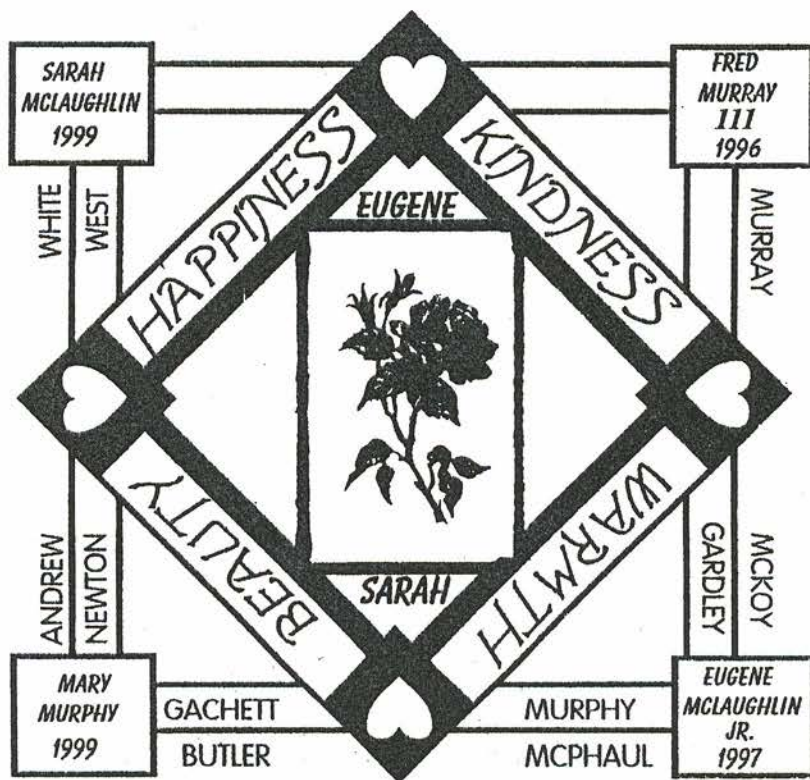 SARAH
MCLAUGHLIN
1999
FRED
MURRAY
III
1996
HAPPINESS
KINDNESS
WHITE
WEST
MURRAY
EUGENE
SARAH
BEAUTY
WARMTH
ANDREW
NEWTON
GARDLEY
MCKOY
MARY
MURPHY
1999
GACHETT
BUTLER
MURPHY
MCPHAUL
EUGENE
MCLAUGHLIN
JR.
1997